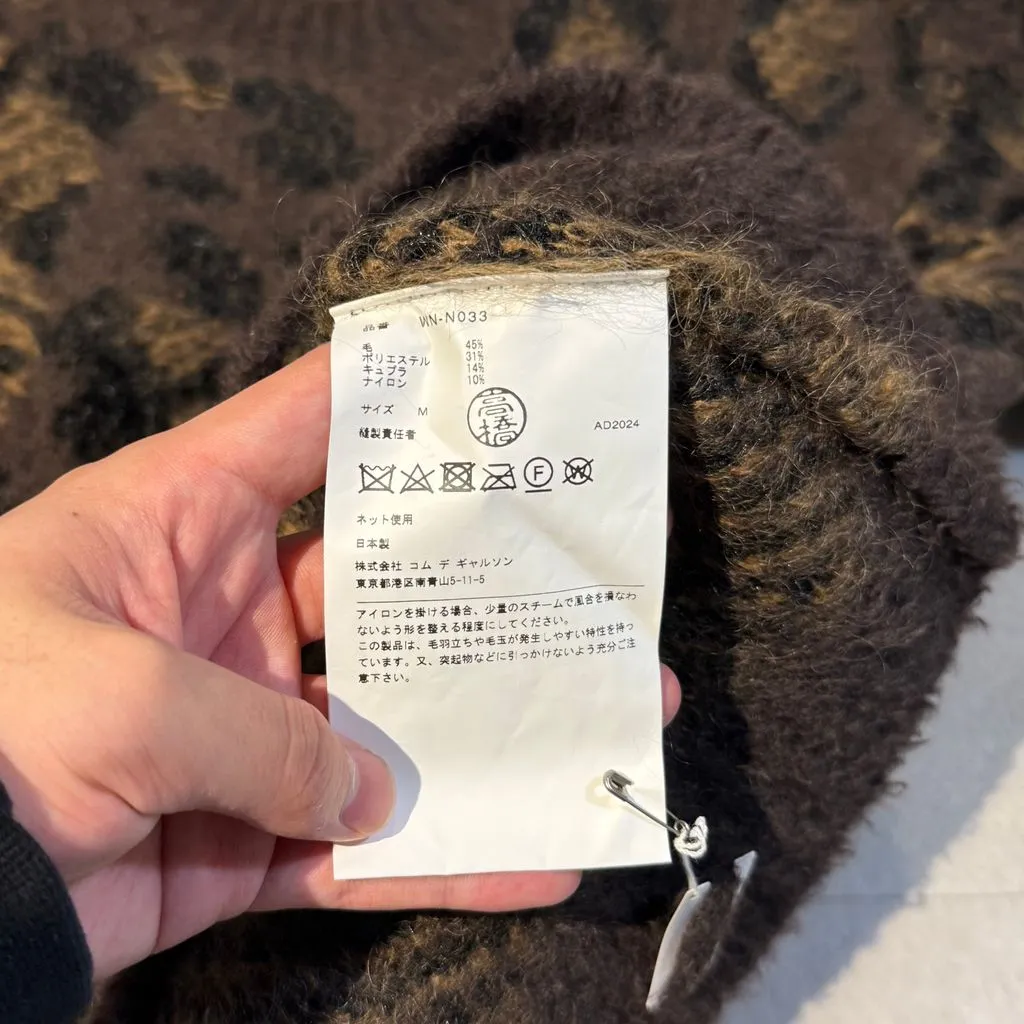 品番 WN-N033
毛 45%
ポリエステル 31%
キュプラ 14%
ナイロン 10%
サイズ M
縫製責任者 高橋 AD2024
F W
ネット使用
日本製
株式会社 コム デ ギャルソン
東京都港区南青山5-11-5
アイロンを掛ける場合、少量のスチームで風合を損なわ
ないよう形を整える程度にしてください。
この製品は、毛羽立ちや毛玉が発生しやすい特性を持っ
ています。又、突起物などに引っかけないよう充分ご注
意下さい。